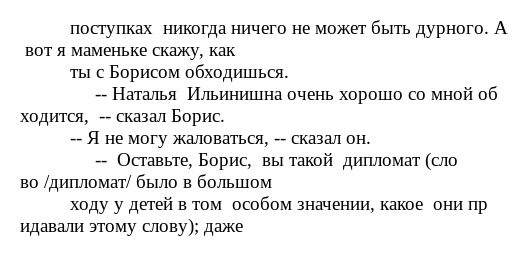 поступках никогда ничего не может быть дурного. А
вот я маменьке скажу, как
ты с Борисом обходишься.
-- Наталья Ильинишна очень хорошо со мной об
ходится, -- сказал Борис.
-- Я не могу жаловаться, -- сказал он.
-- Оставьте, Борис, вы такой дипломат (сло
во /дипломат/ было в большом
ходу у детей в том особом значении, какое они пр
идавали этому слову); даже